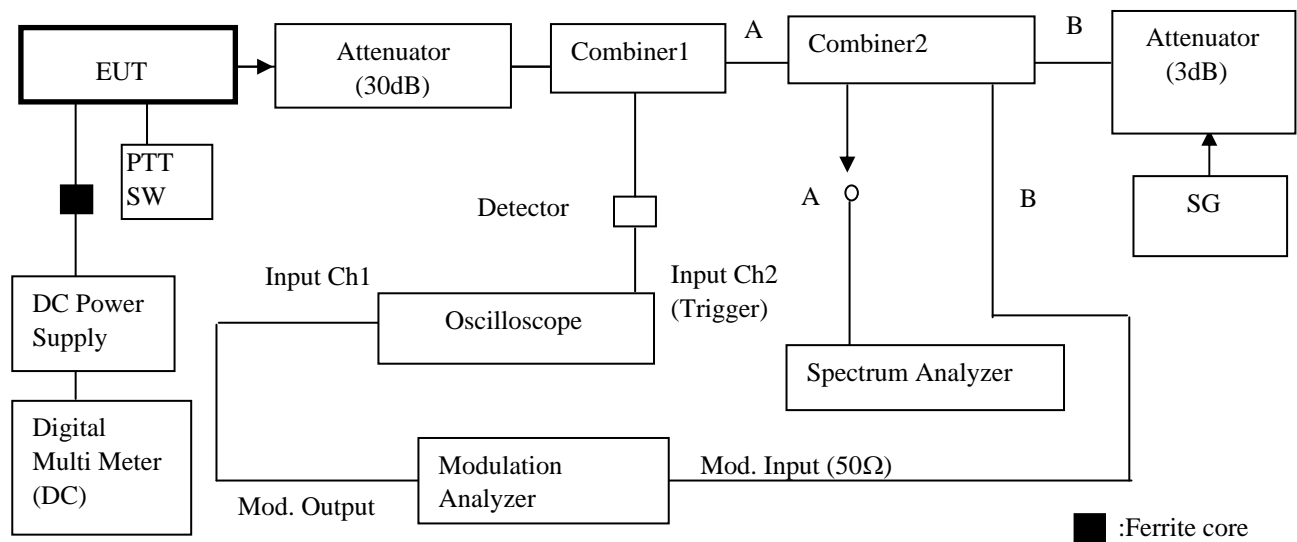 EUT
Attenuator
(30dB)
Combiner1
A
Combiner2
B
Attenuator
(3dB)
PTT
SW
Detector
A
B
SG
Input Ch1
Input Ch2
(Trigger)
DC Power
Supply
Oscilloscope
Spectrum Analyzer
Digital
Multi Meter
(DC)
Modulation
Analyzer
Mod. Input (50Ω)
Mod. Output
:Ferrite core